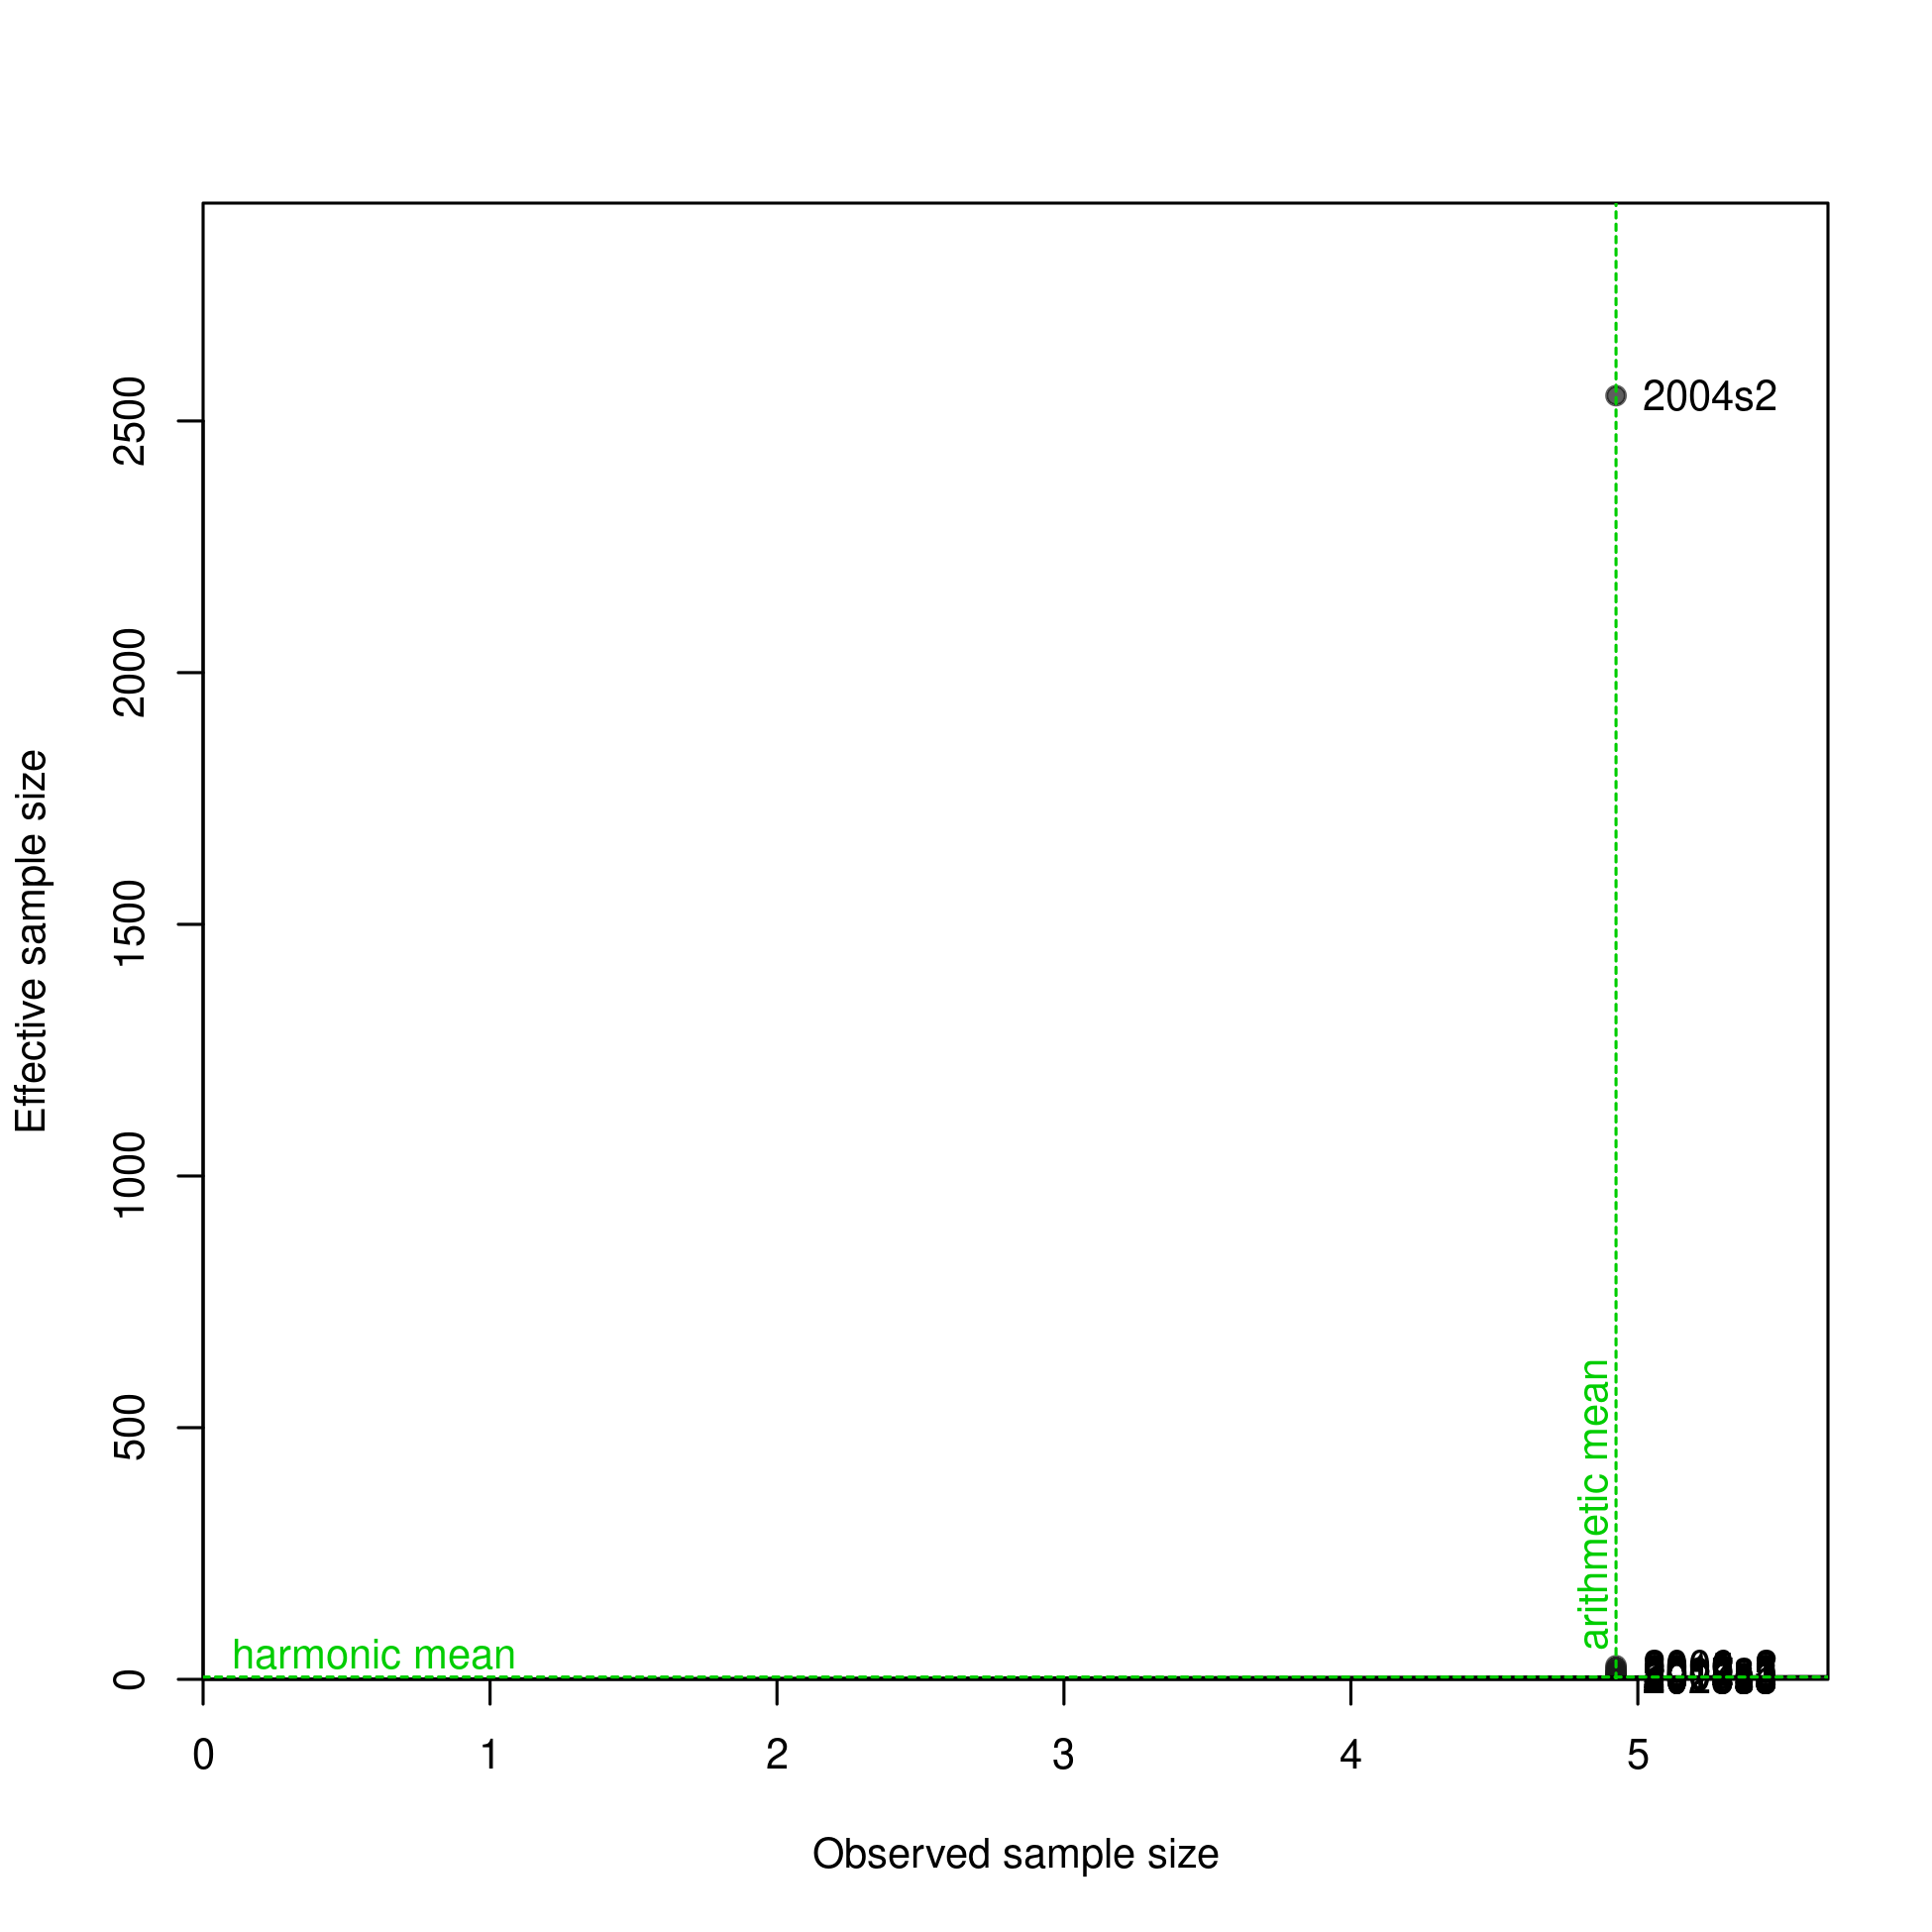 2004s2
2500
2000
1500
1000
500
0
Effective sample size
arithmetic mean
harmonic mean
0 1 2 3 4 5
Observed sample size